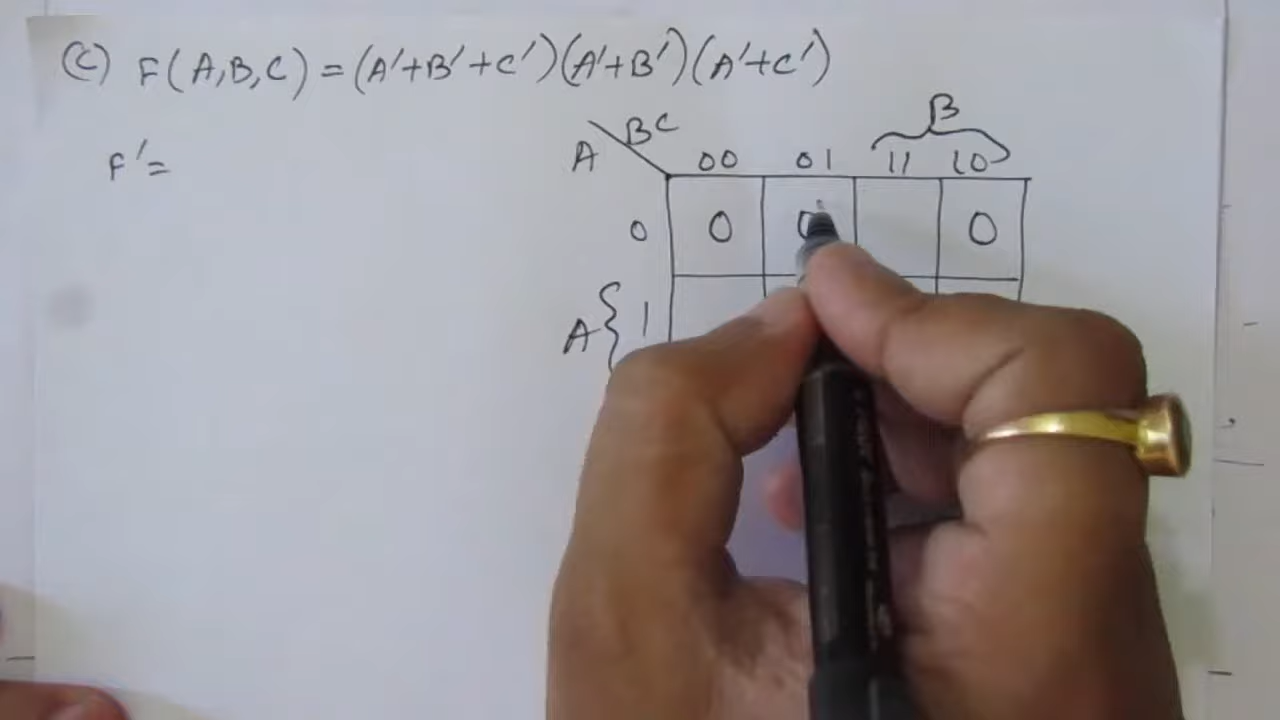 (C) F(A,B,C) = (A'+B'+C')(A'+B')(A'+C')
F'=
B
BC
A
00 01 11 10
0 0 0 0
A { 1